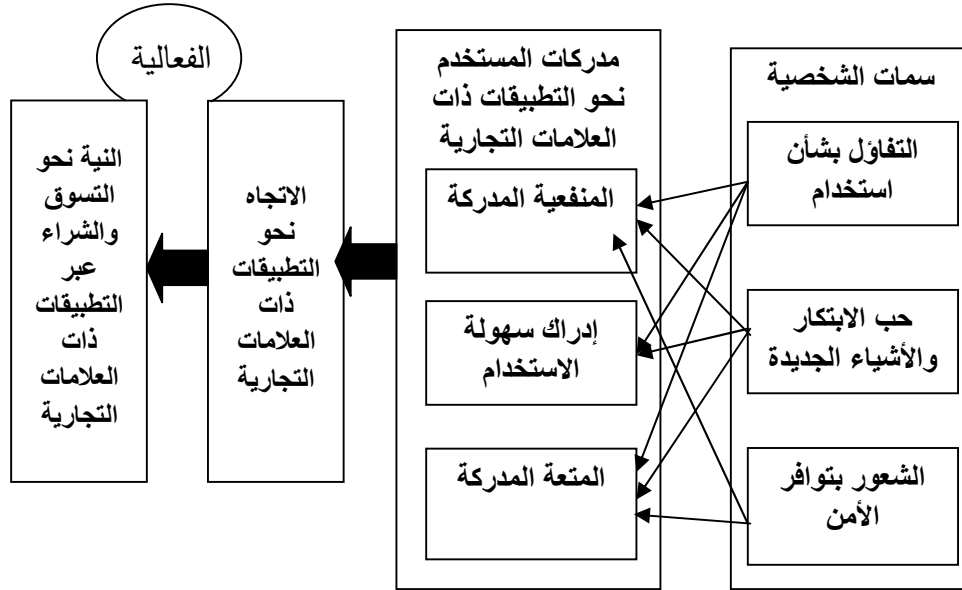 سمات الشخصية
التفاؤل بشأن
استخدام
حب الابتكار
والأشياء الجديدة
الشعور بتوافر
الأمن
مدركات المستخدم
نحو التطبيقات ذات
العلامات التجارية
المنفعية المدركة
إدراك سهولة
الاستخدام
المتعة المدركة
الاتجاه
نحو
التطبيقات
ذات
العلامات
التجارية
الفعالية
النية نحو
التسوق
والشراء
عبر
التطبيقات
ذات
العلامات
التجارية